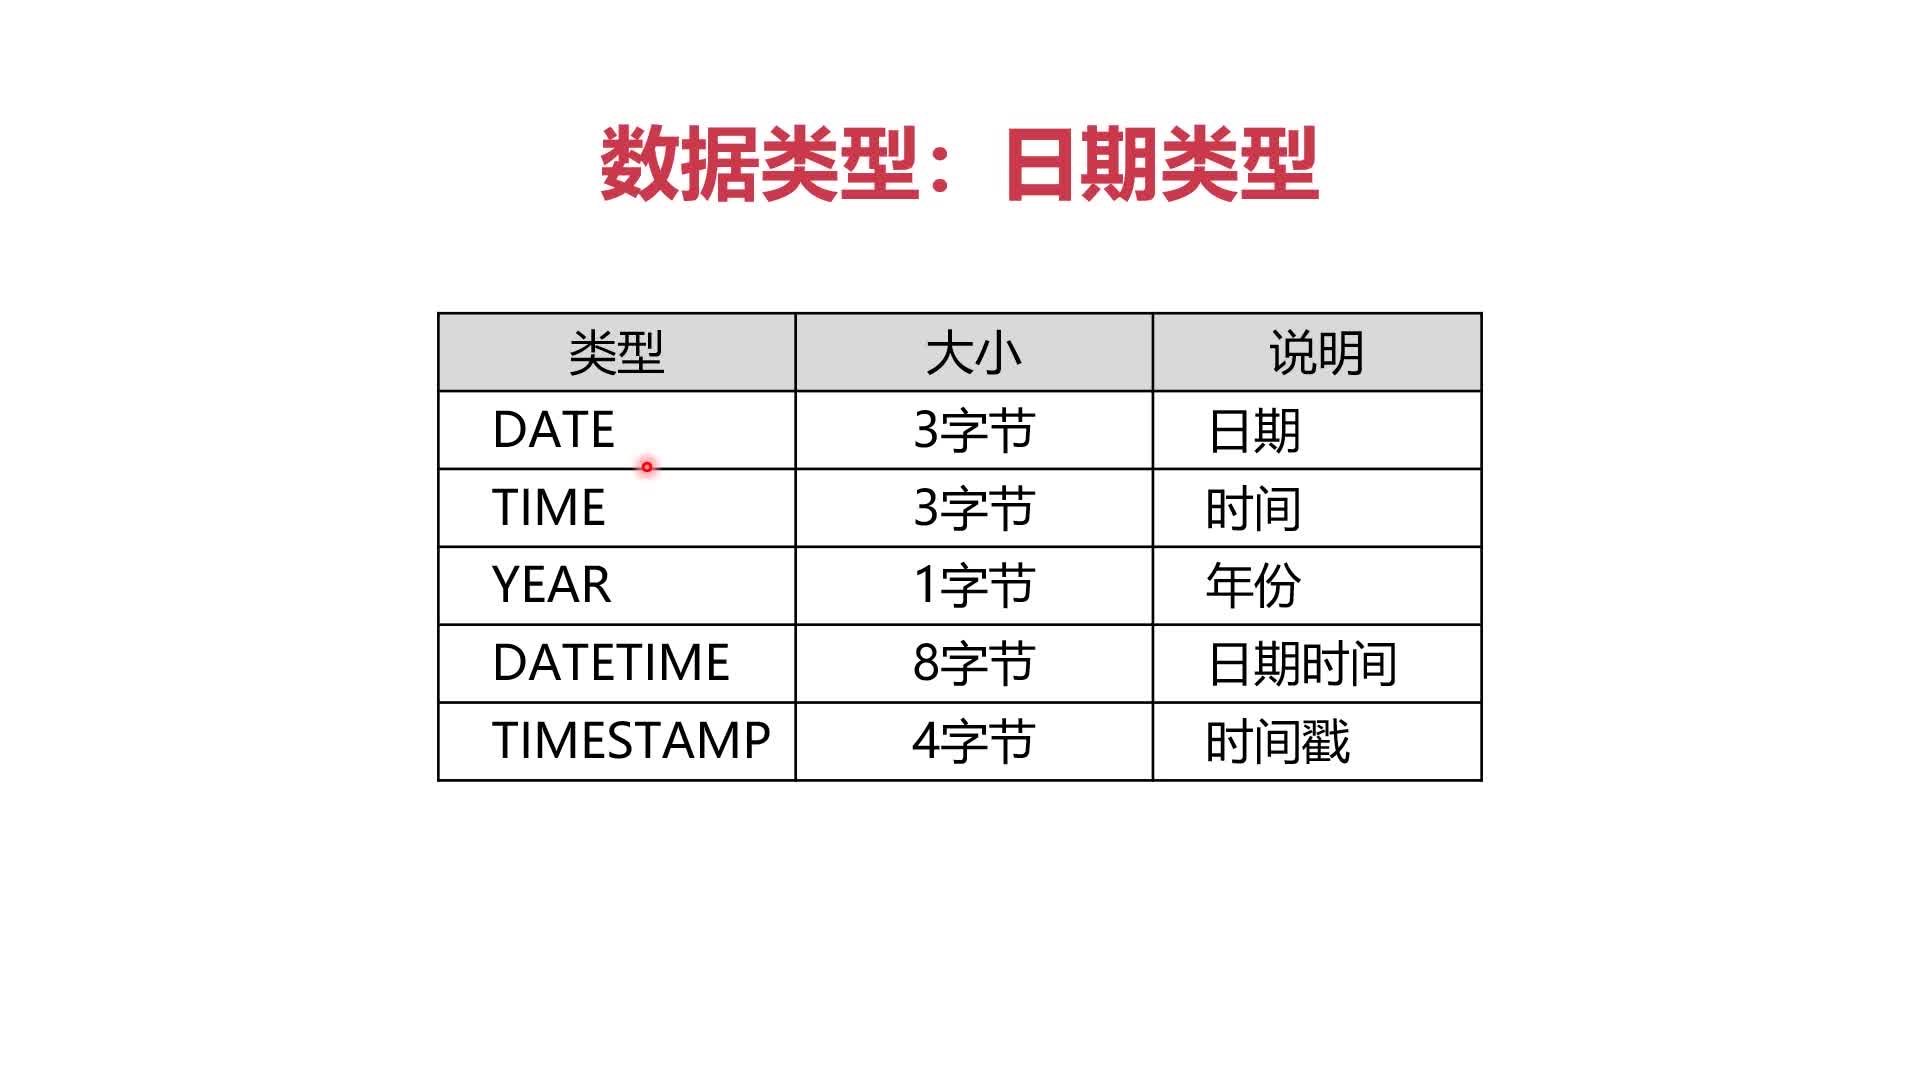 数据类型：日期类型
类型 大小 说明
DATE 3字节 日期
TIME 3字节 时间
YEAR 1字节 年份
DATETIME 8字节 日期时间
TIMESTAMP 4字节 时间戳